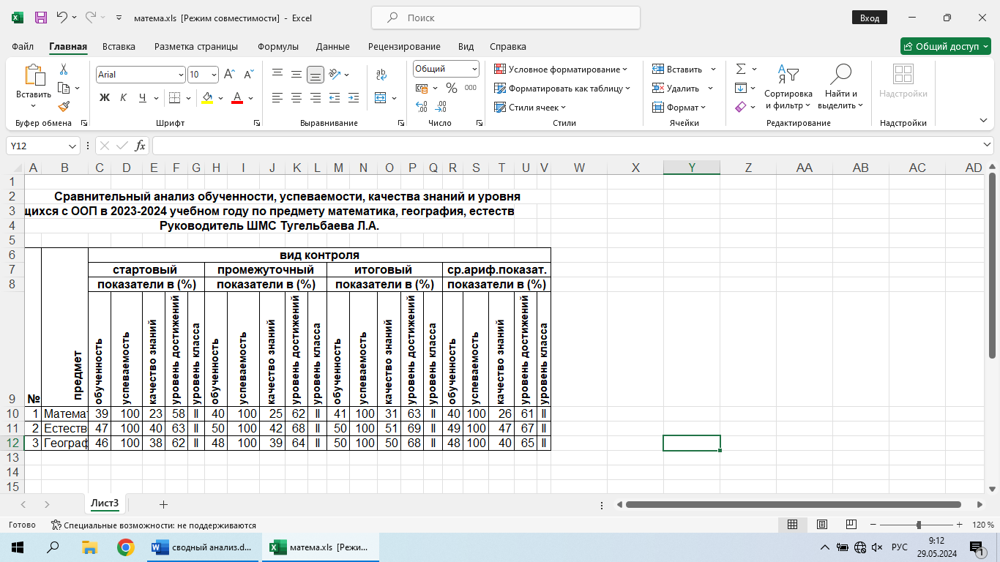 матема.xls [Режим совместимости] - Excel
Поиск
Вход
Файл Главная Вставка Разметка страницы Формулы Данные Рецензирование Вид Справка
Общий доступ
Вставить
Буфер обмена
Arial 10
Ж К Ч
Шрифт
Выравнивание
Общий
% 000
Число
Условное форматирование
Форматировать как таблицу
Стили ячеек
Стили
Вставить
Удалить
Формат
Ячейки
Сортировка и фильтр
Найти и выделить
Редактирование
Надстройки
Надстройки
Y12 fx
A B C D E F G H I J K L M N O P Q R S T U V W X Y Z AA AB AC AD
1
2 Сравнительный анализ обученности, успеваемости, качества знаний и уровня
3 щихся с ООП в 2023-2024 учебном году по предмету математика, география, естеств
4 Руководитель ШМС Тугельбаева Л.А.
5
6 вид контроля
7 стартовый промежуточный итоговый ср.ариф.показат.
8 показатели в (%) показатели в (%) показатели в (%) показатели в (%)
9 № предмет обученность успеваемость качество знаний уровень достижений уровень класса обученность успеваемость качество знаний уровень достижений уровень класса обученность успеваемость качество знаний уровень достижений уровень класса обученность успеваемость качество знаний уровень достижений уровень класса
10 1 Матема 39 100 23 58 II 40 100 25 62 II 41 100 31 63 II 40 100 26 61 II
11 2 Естеств 47 100 40 63 II 50 100 42 68 II 50 100 51 69 II 49 100 47 67 II
12 3 Географ 46 100 38 62 II 48 100 39 64 II 50 100 50 68 II 48 100 40 65 II
13
14
15
Лист3
Готово Специальные возможности: не поддерживаются 120 %
сводный анализ.d...
матема.xls [Режи...
РУС
9:12
29.05.2024
1